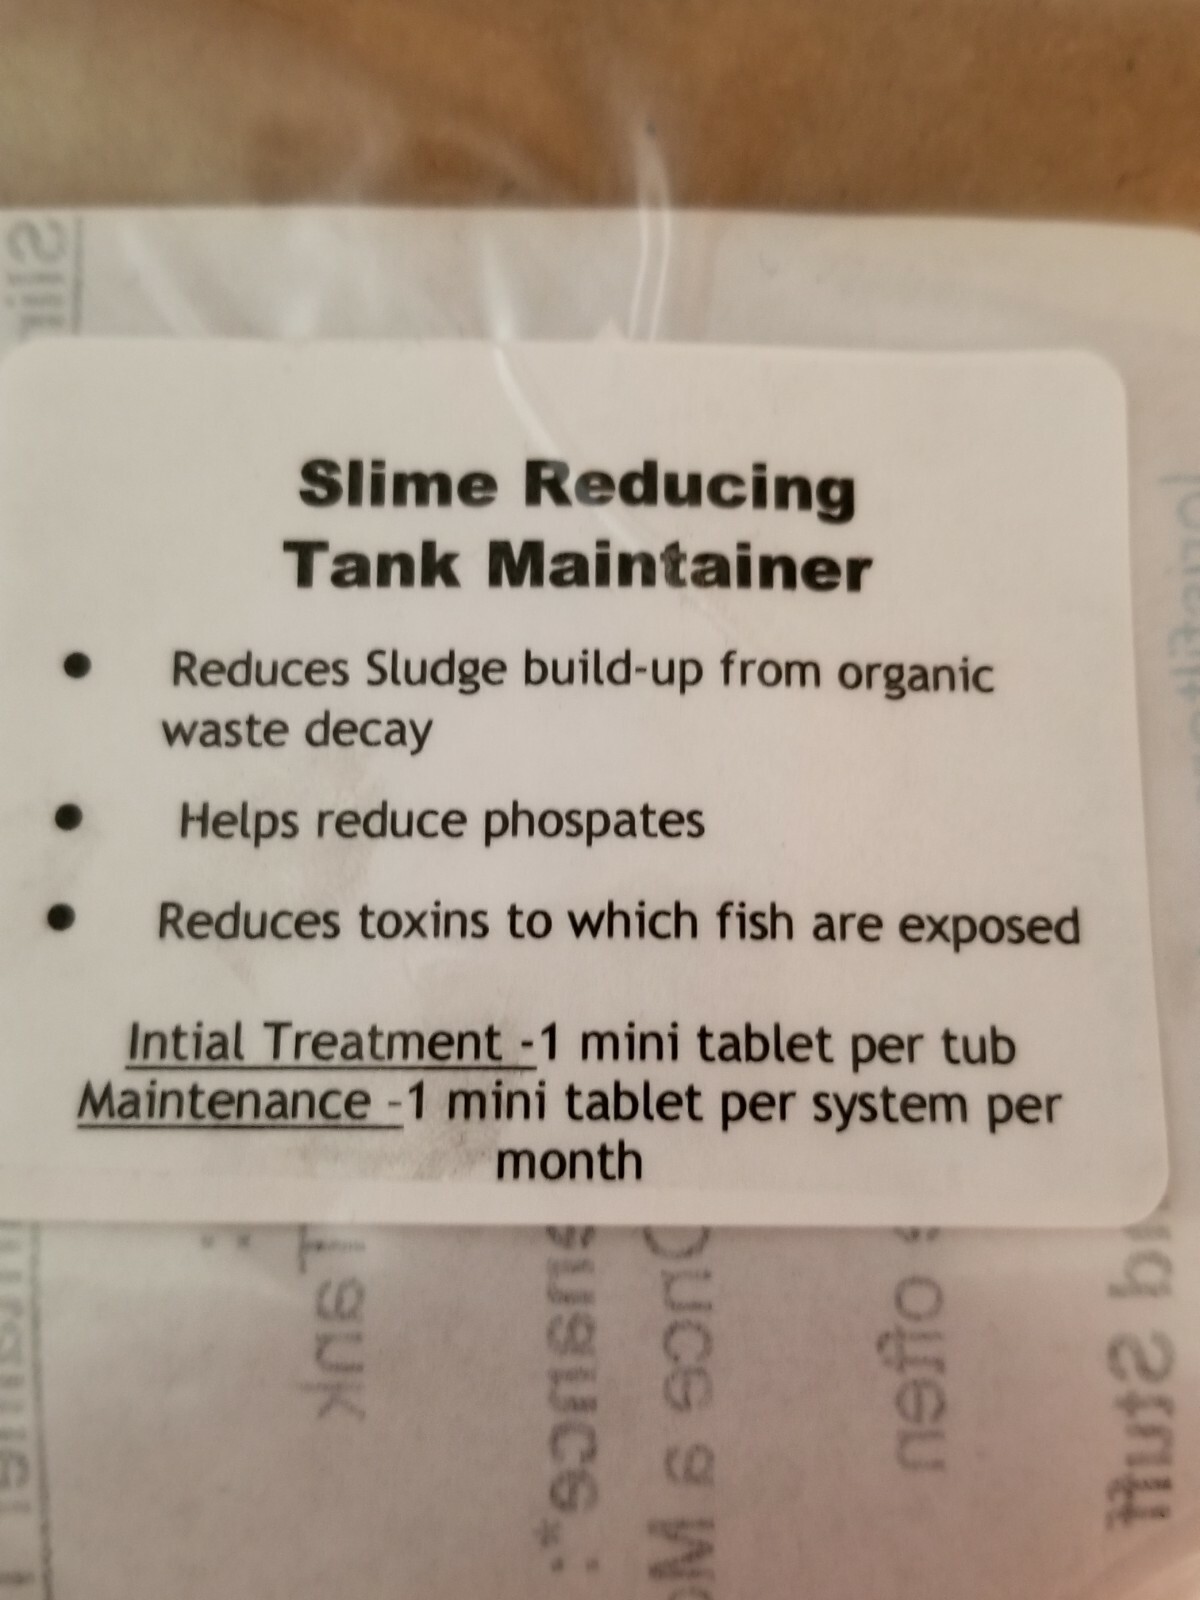 Slime Reducing
Tank Maintainer
• Reduces Sludge build-up from organic
waste decay
• Helps reduce phospates
• Reduces toxins to which fish are exposed
Intial Treatment -1 mini tablet per tub
Maintenance -1 mini tablet per system per
month